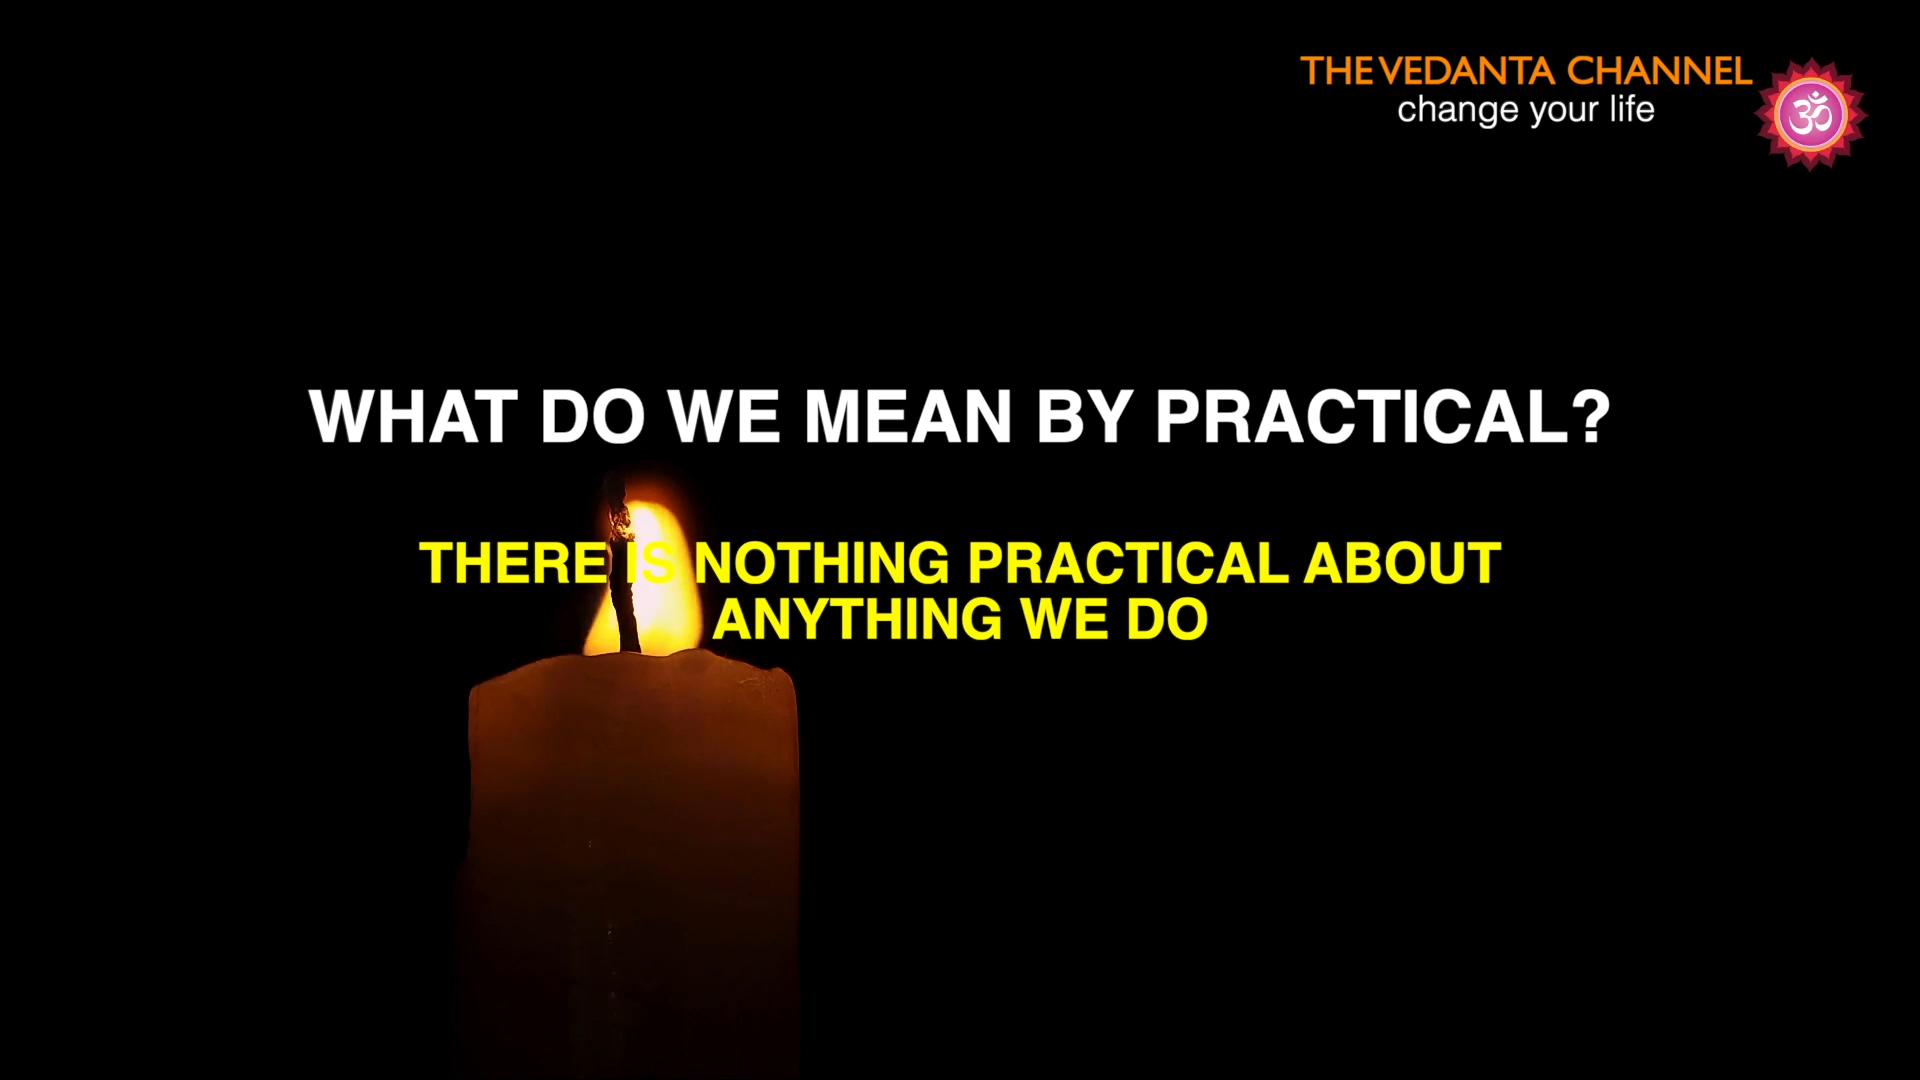 THE VEDANTA CHANNEL
change your life
ॐ
WHAT DO WE MEAN BY PRACTICAL?
THERE IS NOTHING PRACTICAL ABOUT
ANYTHING WE DO